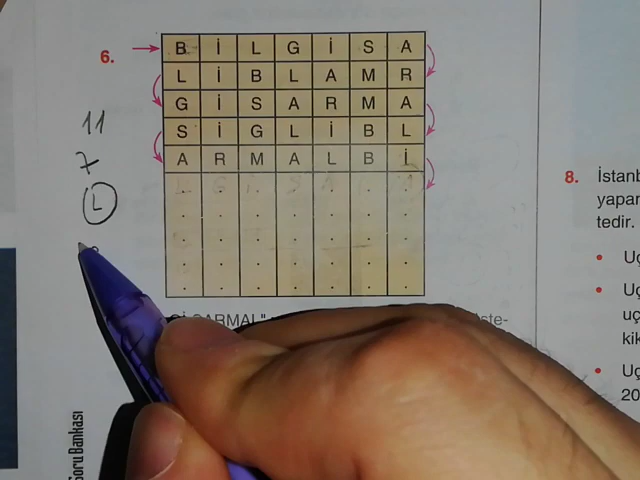 6.
B İ L G İ S A
L İ B L A M R
G İ S A R M A
S İ G L İ B L
A R M A L B İ
11
7
L
SARMAL"
8.
İstanb
yapar
tedir.
• Uç
• Uç
uç
kik
• Uç
20
Soru Bankası